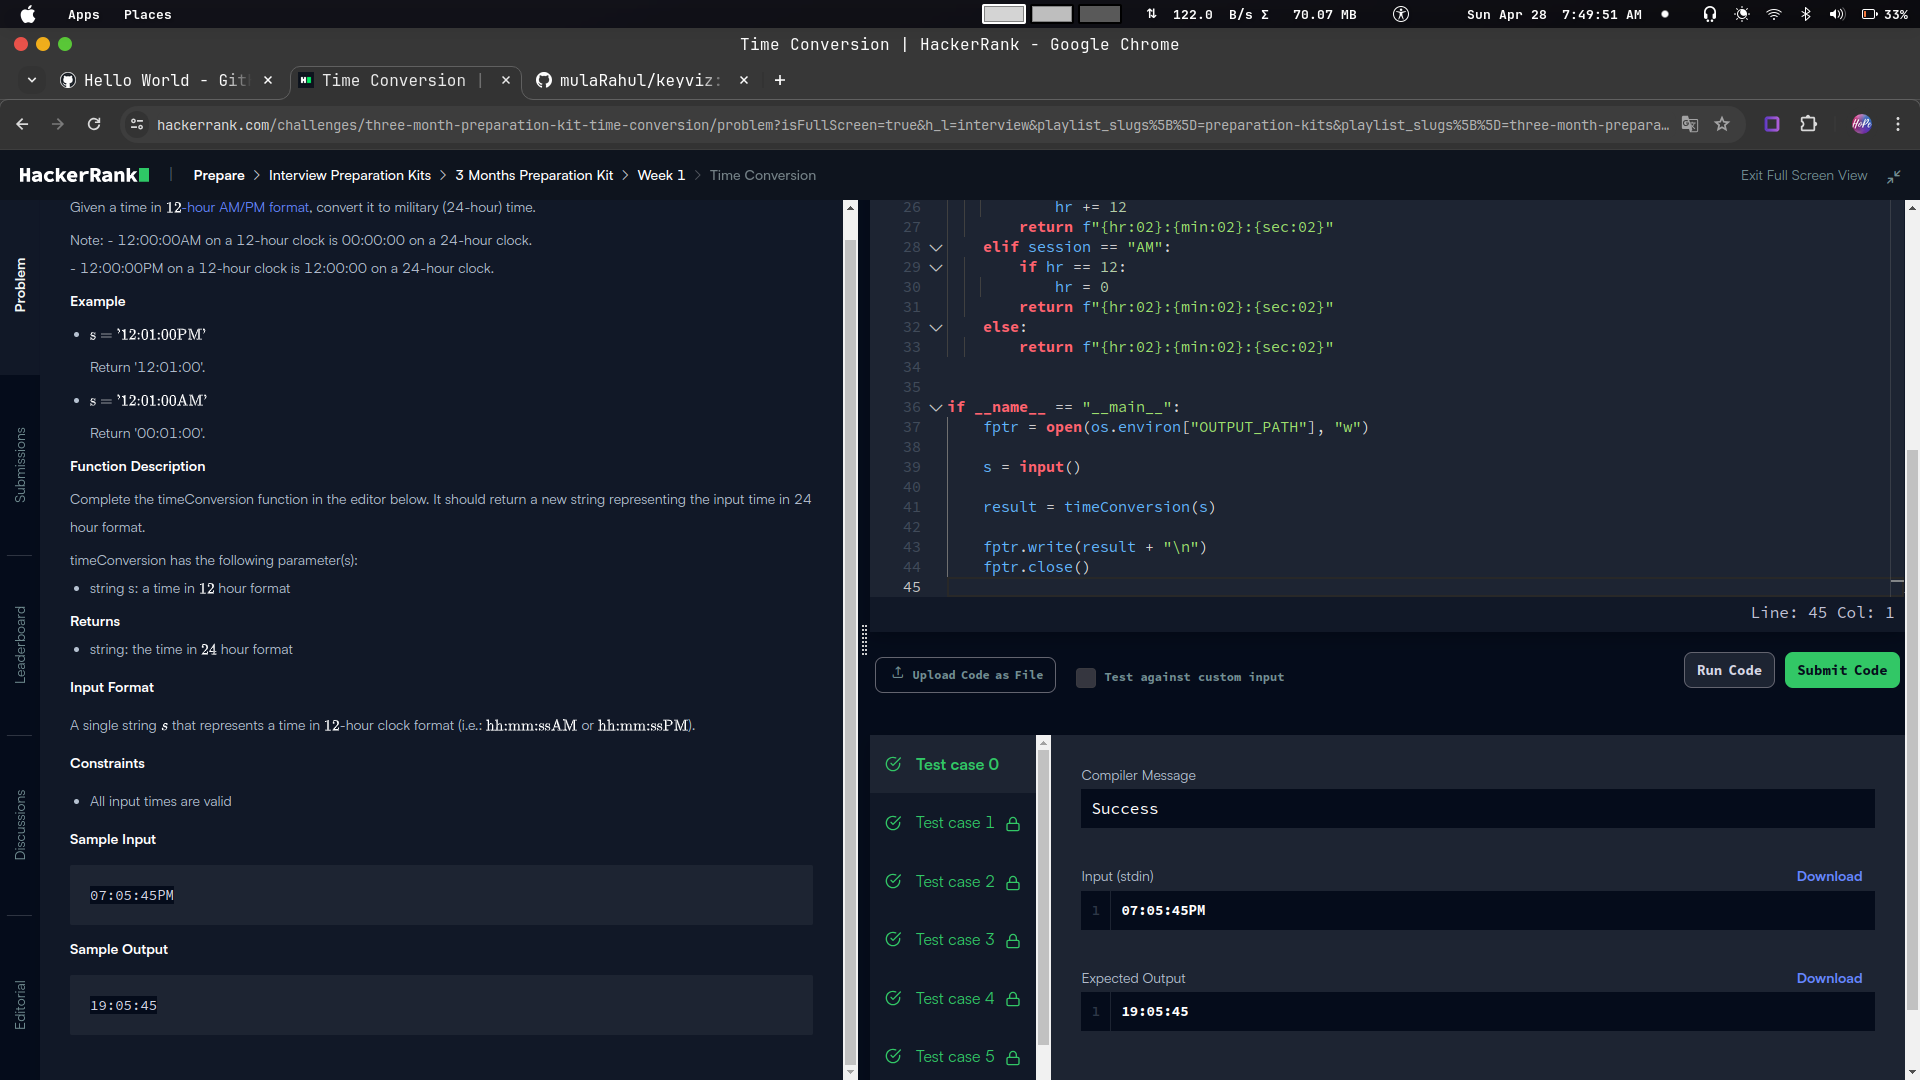 Apps Places
⇅ 122.0 B/s Σ 70.07 MB
Sun Apr 28 7:49:51 AM
33%
Time Conversion | HackerRank - Google Chrome
Hello World - Git
Time Conversion |
mulaRahul/keyviz:
hackerrank.com/challenges/three-month-preparation-kit-time-conversion/problem?isFullScreen=true&h_l=interview&playlist_slugs%5B%5D=preparation-kits&playlist_slugs%5B%5D=three-month-prepara...
HackerRank
Prepare > Interview Preparation Kits > 3 Months Preparation Kit > Week 1 > Time Conversion
Exit Full Screen View
Problem
Submissions
Leaderboard
Discussions
Editorial
Given a time in 12-hour AM/PM format, convert it to military (24-hour) time.
Note: - 12:00:00AM on a 12-hour clock is 00:00:00 on a 24-hour clock.
- 12:00:00PM on a 12-hour clock is 12:00:00 on a 24-hour clock.
Example
• s = '12:01:00PM'
Return '12:01:00'.
• s = '12:01:00AM'
Return '00:01:00'.
Function Description
Complete the timeConversion function in the editor below. It should return a new string representing the input time in 24
hour format.
timeConversion has the following parameter(s):
• string s: a time in 12 hour format
Returns
• string: the time in 24 hour format
Input Format
A single string s that represents a time in 12-hour clock format (i.e.: hh:mm:ssAM or hh:mm:ssPM).
Constraints
• All input times are valid
Sample Input
07:05:45PM
Sample Output
19:05:45
26 hr += 12
27 return f"{hr:02}:{min:02}:{sec:02}"
28 elif session == "AM":
29 if hr == 12:
30 hr = 0
31 return f"{hr:02}:{min:02}:{sec:02}"
32 else:
33 return f"{hr:02}:{min:02}:{sec:02}"
34
35
36 if __name__ == "__main__":
37 fptr = open(os.environ["OUTPUT_PATH"], "w")
38
39 s = input()
40
41 result = timeConversion(s)
42
43 fptr.write(result + "\n")
44 fptr.close()
45
Line: 45 Col: 1
Upload Code as File
Test against custom input
Run Code
Submit Code
Test case 0
Test case 1
Test case 2
Test case 3
Test case 4
Test case 5
Compiler Message
Success
Input (stdin)
Download
1 07:05:45PM
Expected Output
Download
1 19:05:45